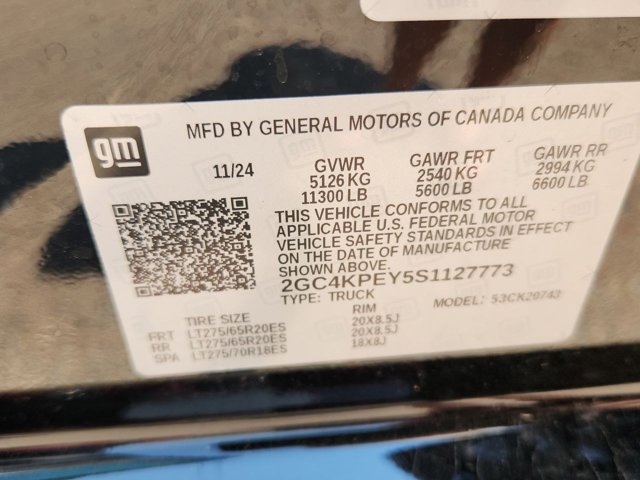 gm
MFD BY GENERAL MOTORS OF CANADA COMPANY
11/24 GVWR GAWR FRT GAWR RR
5126 KG 2540 KG 2994 KG
11300 LB 5600 LB 6600 LB
THIS VEHICLE CONFORMS TO ALL
APPLICABLE U.S. FEDERAL MOTOR
VEHICLE SAFETY STANDARDS IN EFFECT
ON THE DATE OF MANUFACTURE
SHOWN ABOVE.
2GC4KPEY5S1127773
TYPE: TRUCK MODEL: 53CK20743
TIRE SIZE RIM
FRT LT275/65R20ES 20X8.5J
RR LT275/65R20ES 20X8.5J
SPA LT275/70R18ES 18X8J